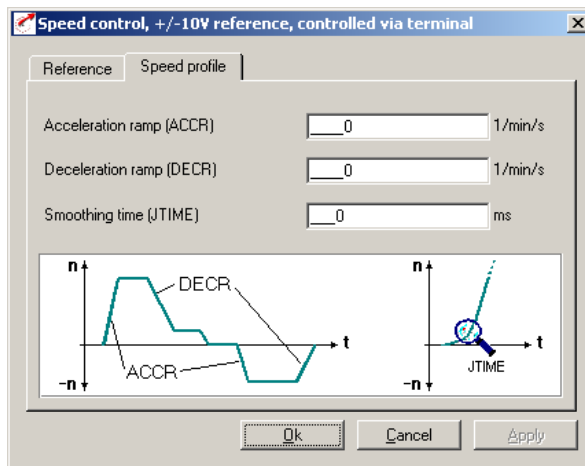 Speed control, +/-10V reference, controlled via terminal
Reference Speed profile
Acceleration ramp (ACCR) ____0 1/min/s
Deceleration ramp (DECR) ____0 1/min/s
Smoothing time (JTIME) ___0 ms
n DECR t ACCR -n
n t JTIME -n
Ok Cancel Apply